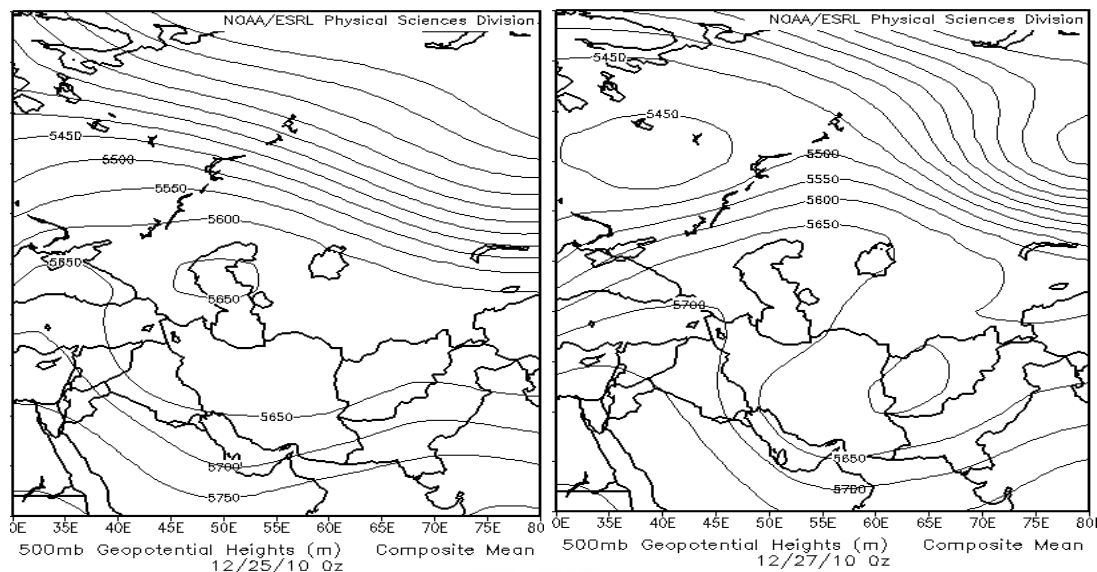 NOAA/ESRL Physical Sciences Division
5450
5500
5550
5600
5650
5650
5650
5700
5750
0E 35E 40E 45E 50E 55E 60E 65E 70E 75E 80
500mb Geopotential Heights (m) Composite Mean
12/25/10 0z
NOAA/ESRL Physical Sciences Division
5450
5450
5500
5550
5600
5650
5700
5650
5700
0E 35E 40E 45E 50E 55E 60E 65E 70E 75E 80E
500mb Geopotential Heights (m) Composite Mean
12/27/10 0z